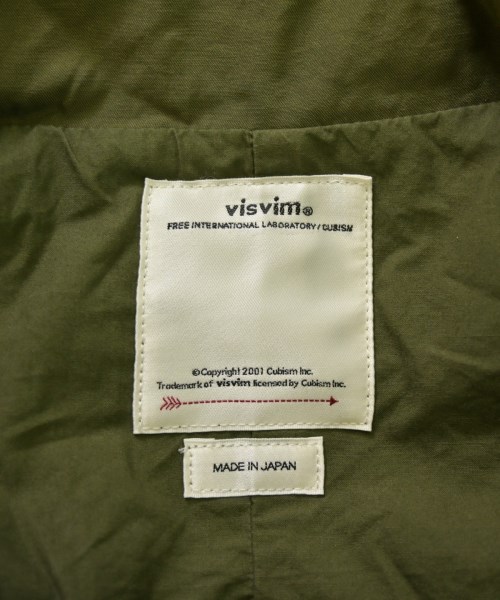 visvim®
FREE INTERNATIONAL LABORATORY / CUBISM
© Copyright 2001 Cubism Inc.
Trademark of visvim licensed by Cubism Inc.
MADE IN JAPAN